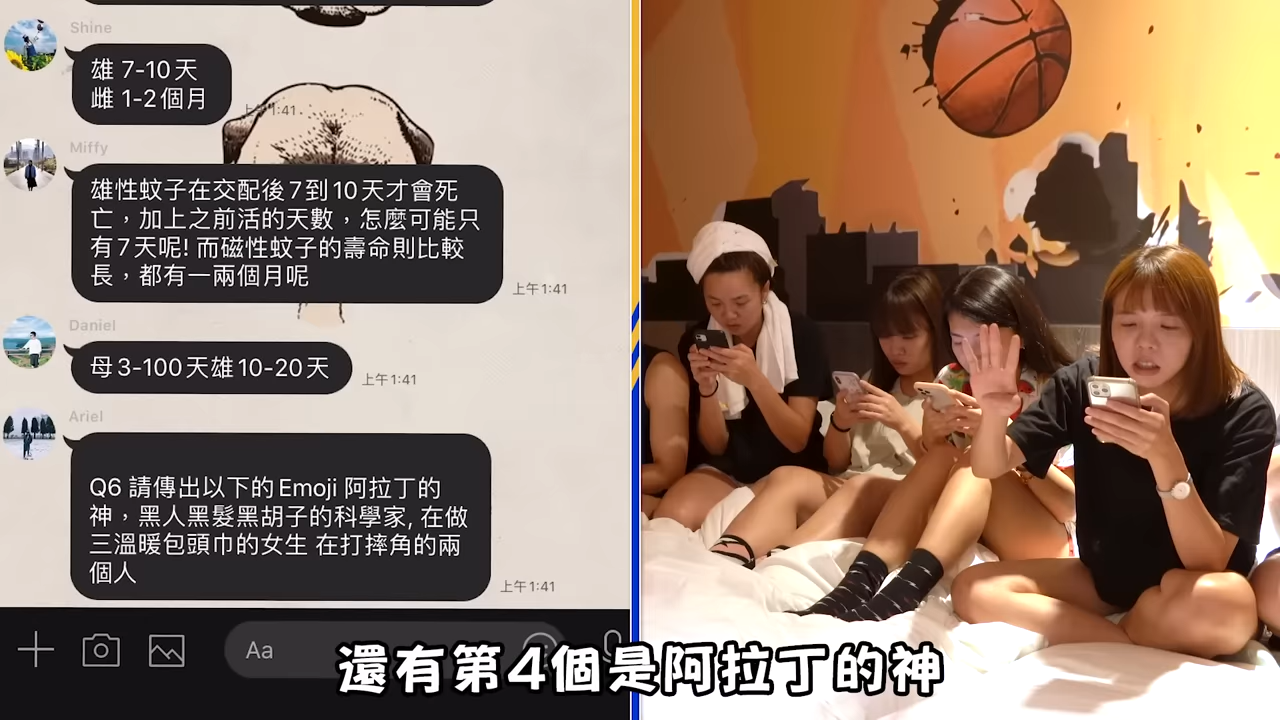 Shine
雄 7-10天
雌 1-2個月
上午1:41
Miffy
雄性蚊子在交配後7到10天才會死
亡，加上之前活的天數，怎麼可能只
有7天呢! 而磁性蚊子的壽命則比較
長，都有一兩個月呢
上午1:41
Daniel
母3-100天雄10-20天
上午1:41
Ariel
Q6 請傳出以下的Emoji 阿拉丁的
神，黑人黑髮黑胡子的科學家, 在做
三溫暖包頭巾的女生 在打摔角的兩
個人
上午1:41
Aa
還有第4個是阿拉丁的神